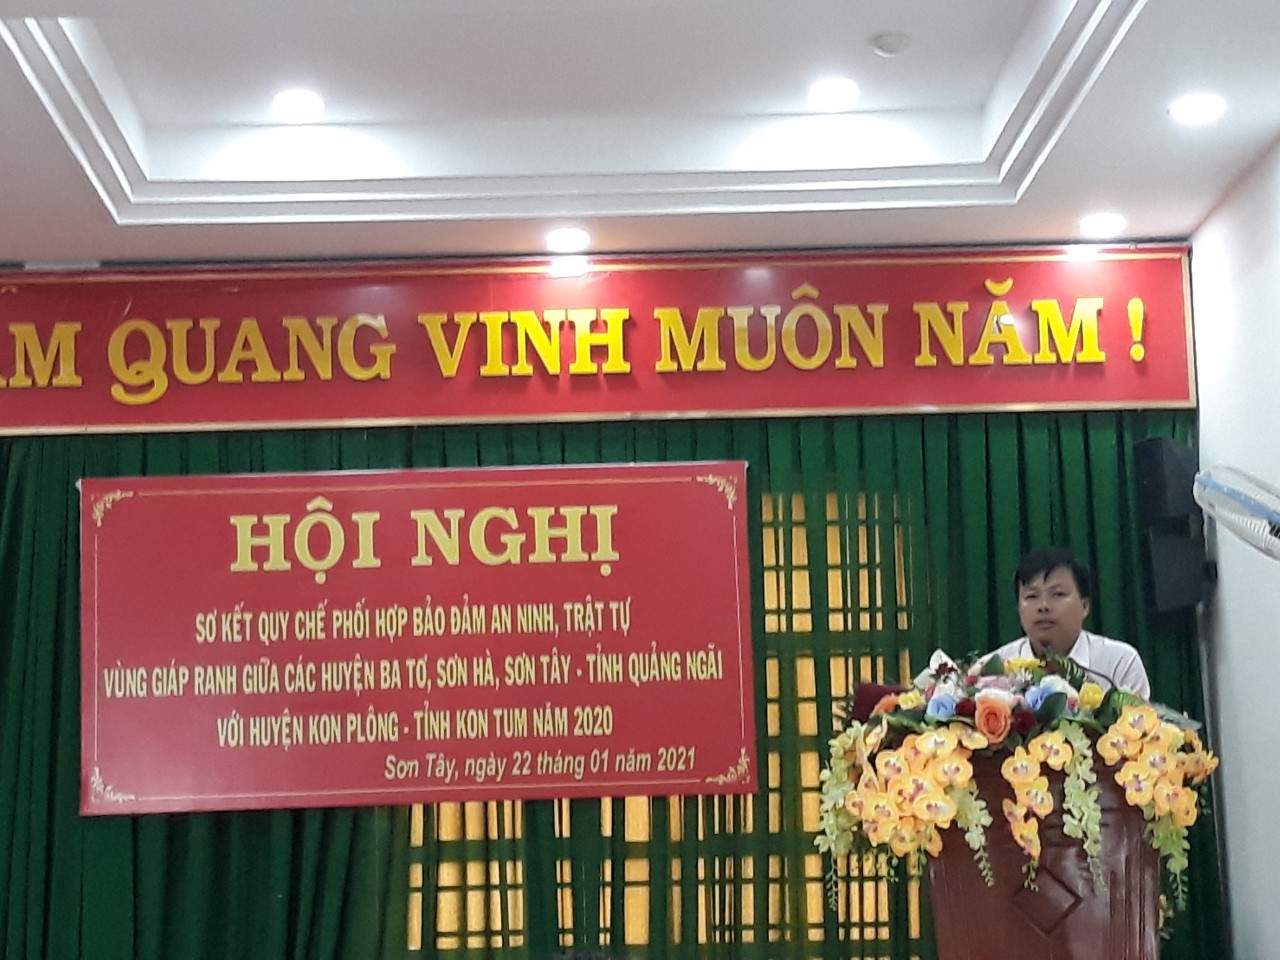 QUANG VINH MUÔN NĂM !
HỘI NGHỊ
SƠ KẾT QUY CHẾ PHỐI HỢP BẢO ĐẢM AN NINH, TRẬT TỰ
VÙNG GIÁP RANH GIỮA CÁC HUYỆN BA TƠ, SƠN HÀ, SƠN TÂY - TỈNH QUẢNG NGÃI
VỚI HUYỆN KON PLÔNG - TỈNH KON TUM NĂM 2020
Sơn Tây, ngày 22 tháng 01 năm 2021